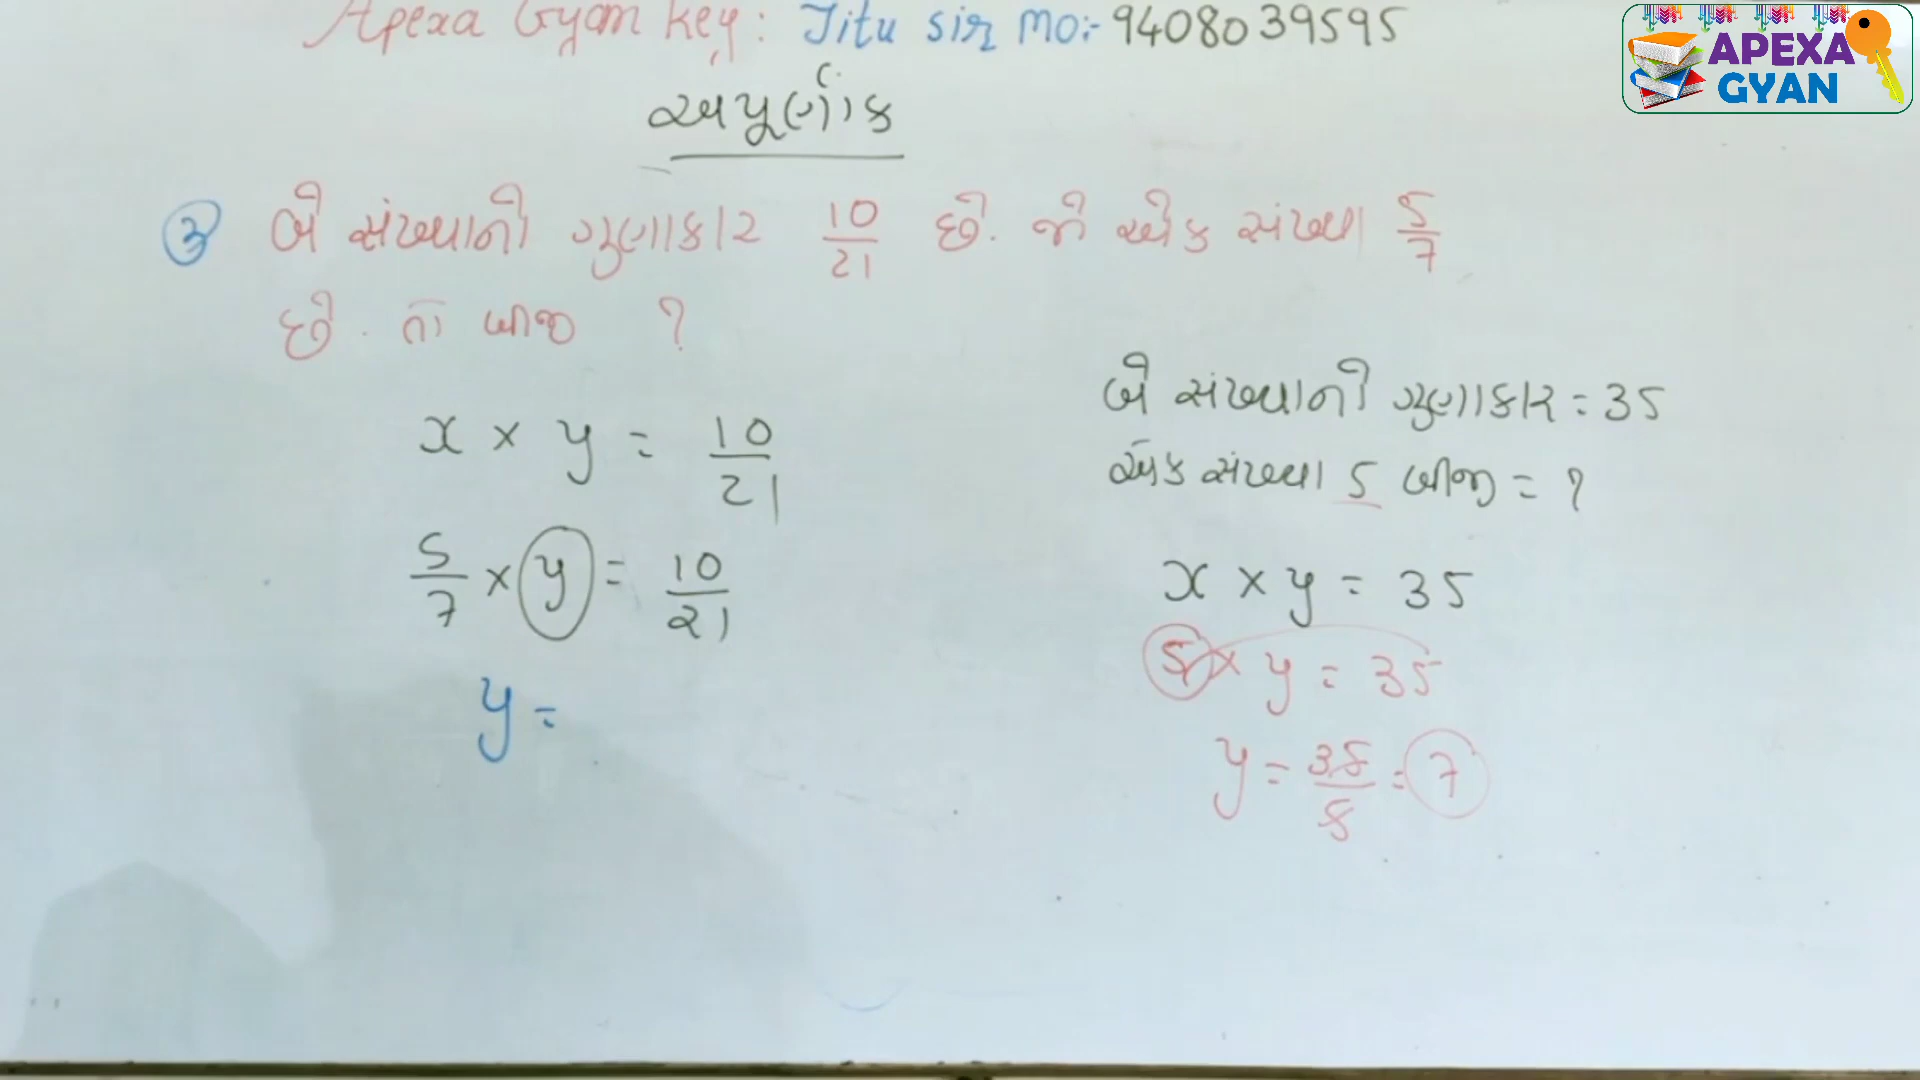 Apexa Gyan Key: Jitu sir mo:- 9408039595
APEXA
GYAN
અપૂર્ણાંક
૩ બે સંખ્યાનો ગુણાકાર 10/21 છે. જો એક સંખ્યા 5/7
છે. તો બીજી ?
x × y = 10/21
5/7 × y = 10/21
y =
બે સંખ્યાનો ગુણાકાર = 35
એક સંખ્યા 5 બીજી = ?
x × y = 35
5 × y = 35
y = 35/5 = 7